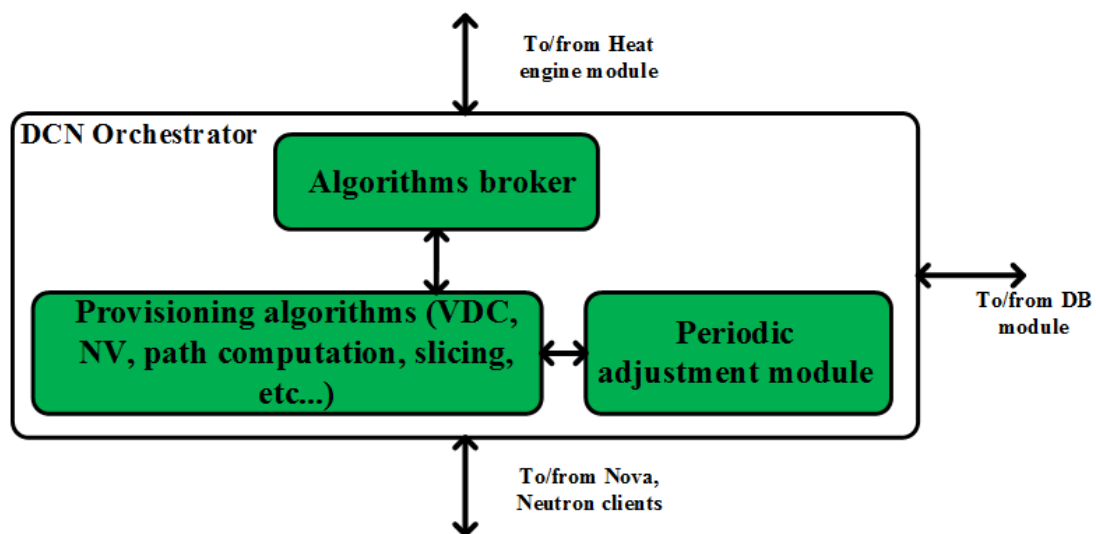 To/from Heat
engine module
DCN Orchestrator
Algorithms broker
Provisioning algorithms (VDC,
NV, path computation, slicing,
etc...)
Periodic
adjustment module
To/from DB
module
To/from Nova,
Neutron clients